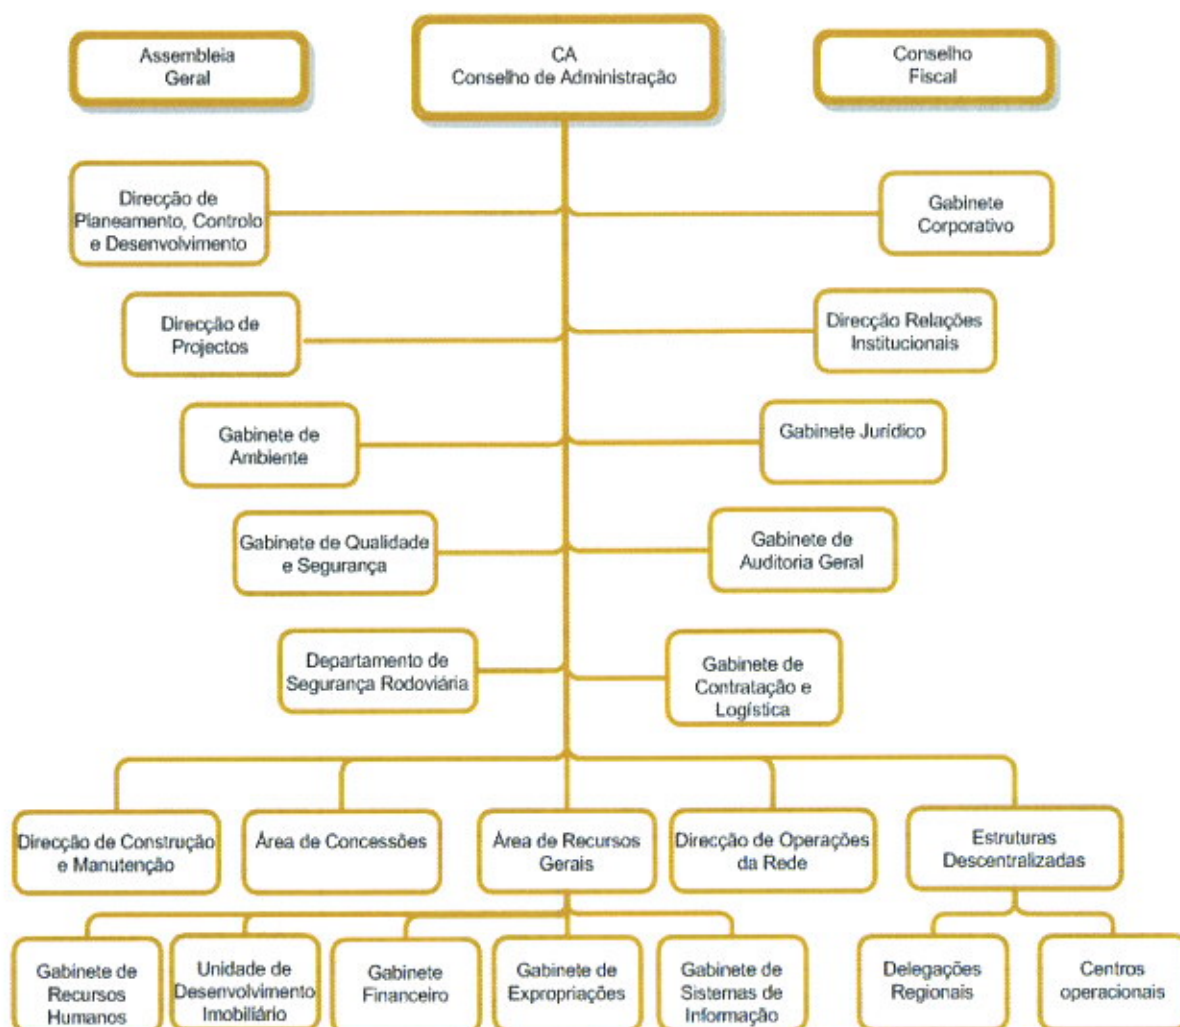 Assembleia
Geral
CA
Conselho de Administração
Conselho
Fiscal
Direcção de
Planeamento, Controlo
e Desenvolvimento
Gabinete
Corporativo
Direcção de
Projectos
Direcção Relações
Institucionais
Gabinete de
Ambiente
Gabinete Jurídico
Gabinete de Qualidade
e Segurança
Gabinete de
Auditoria Geral
Departamento de
Segurança Rodoviária
Gabinete de
Contratação e
Logística
Direcção de Construção
e Manutenção
Área de Concessões
Área de Recursos
Gerais
Direcção de Operações
da Rede
Estruturas
Descentralizadas
Gabinete de
Recursos
Humanos
Unidade de
Desenvolvimento
Imobiliário
Gabinete
Financeiro
Gabinete de
Expropriações
Gabinete de
Sistemas de
Informação
Delegações
Regionais
Centros
operacionais